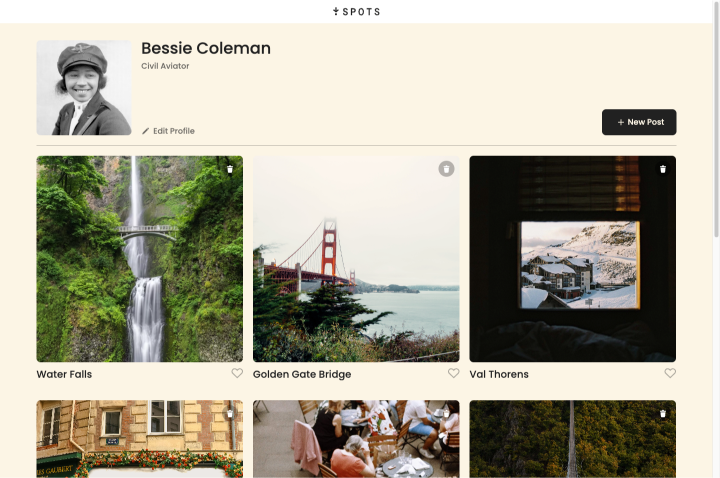 SPOTS
Bessie Coleman
Civil Aviator
Edit Profile
+ New Post
Water Falls
Golden Gate Bridge
Val Thorens